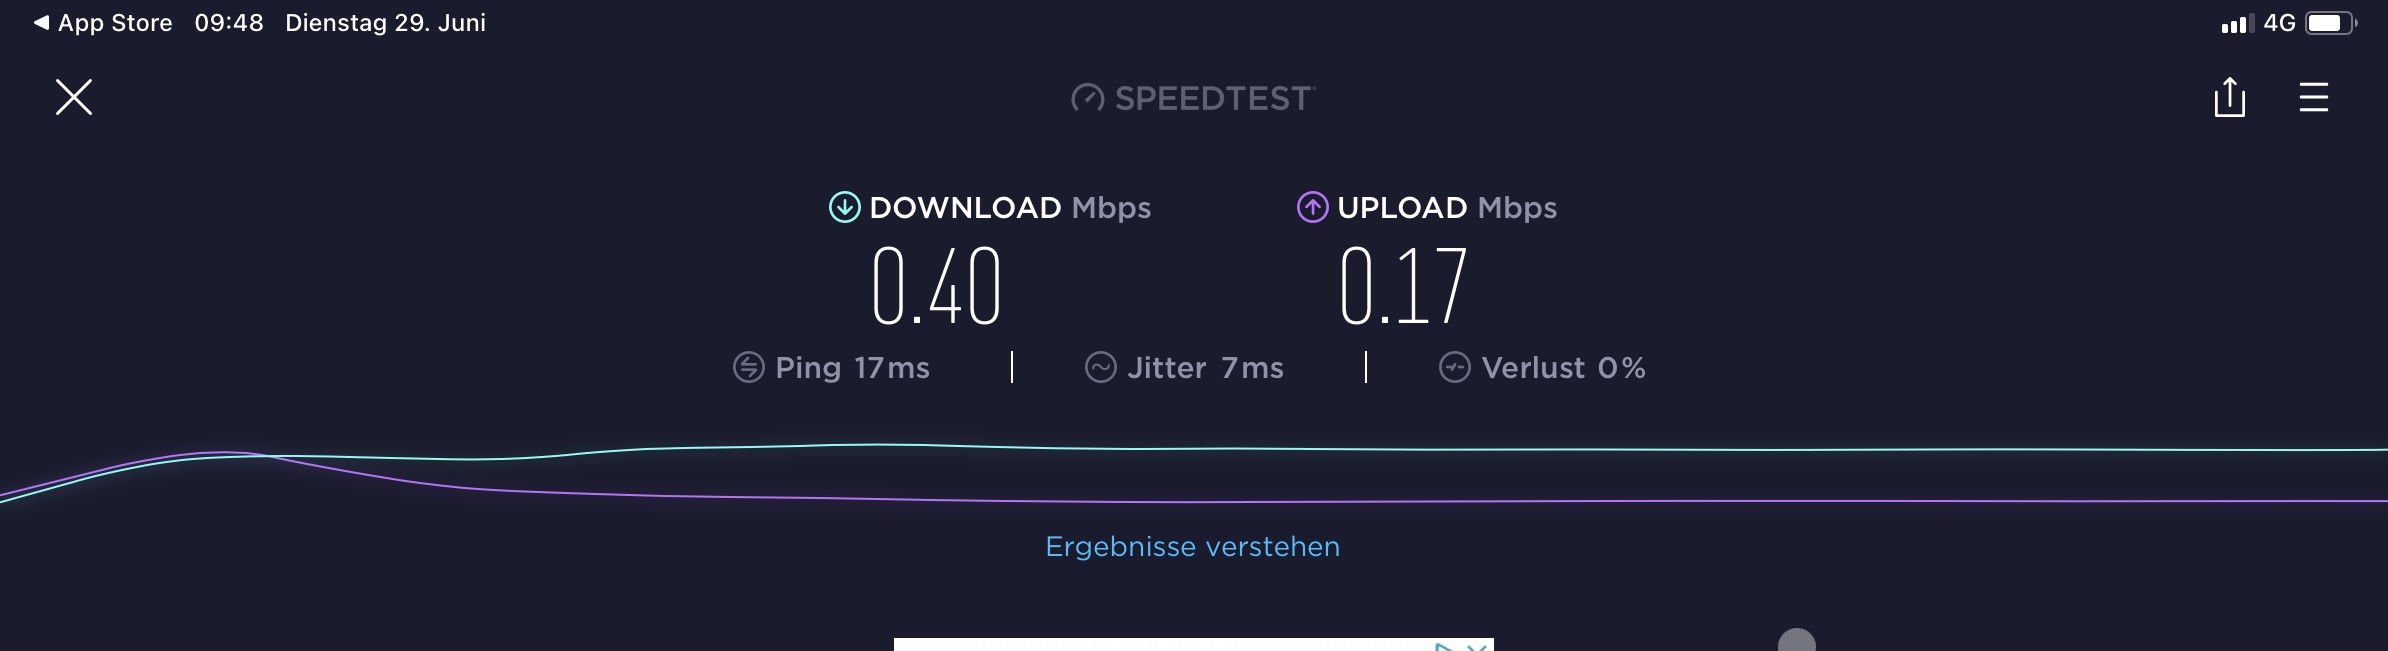 App Store 09:48 Dienstag 29. Juni 4G
SPEEDTEST
DOWNLOAD Mbps UPLOAD Mbps
0.40 0.17
Ping 17ms Jitter 7ms Verlust 0%
Ergebnisse verstehen